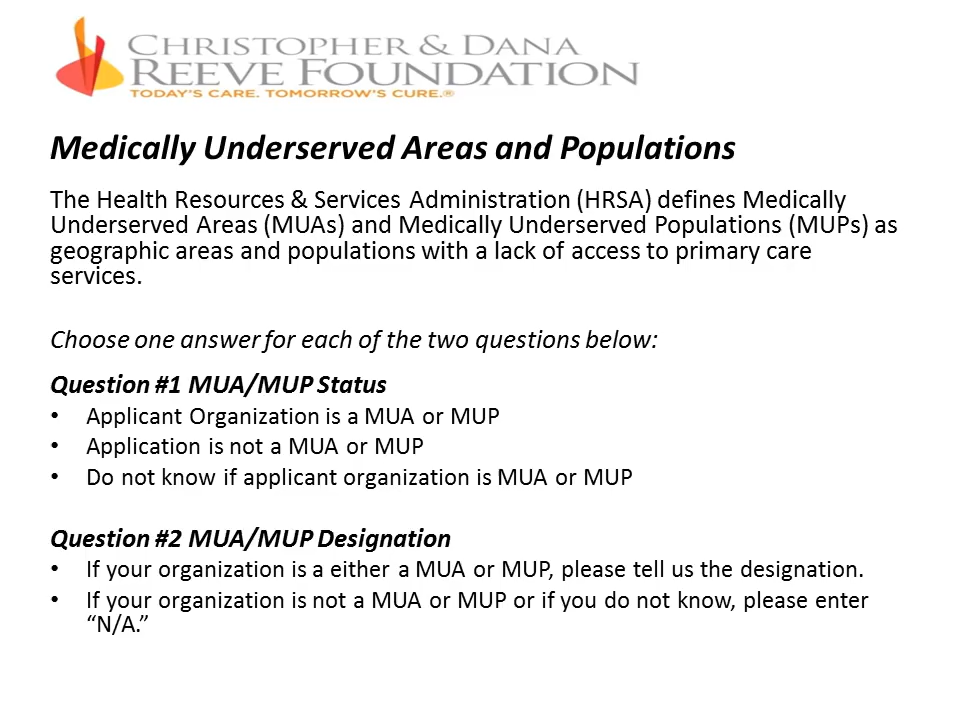 CHRISTOPHER & DANA
REEVE FOUNDATION
TODAY'S CARE. TOMORROW'S CURE.®
Medically Underserved Areas and Populations
The Health Resources & Services Administration (HRSA) defines Medically
Underserved Areas (MUAs) and Medically Underserved Populations (MUPs) as
geographic areas and populations with a lack of access to primary care
services.
Choose one answer for each of the two questions below:
Question #1 MUA/MUP Status
• Applicant Organization is a MUA or MUP
• Application is not a MUA or MUP
• Do not know if applicant organization is MUA or MUP
Question #2 MUA/MUP Designation
• If your organization is a either a MUA or MUP, please tell us the designation.
• If your organization is not a MUA or MUP or if you do not know, please enter
“N/A.”